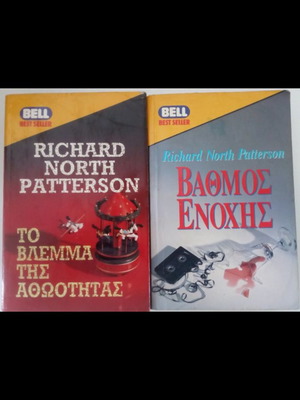 BELL
BEST SELLER
RICHARD
NORTH
PATTERSON
ΤΟ
ΒΛΕΜΜΑ
ΤΗΣ
ΑΘΩΟΤΗΤΑΣ
BELL
BEST SELLER
Richard North Patterson
ΒΑΘΜΟΣ
ΕΝΟΧΗΣ